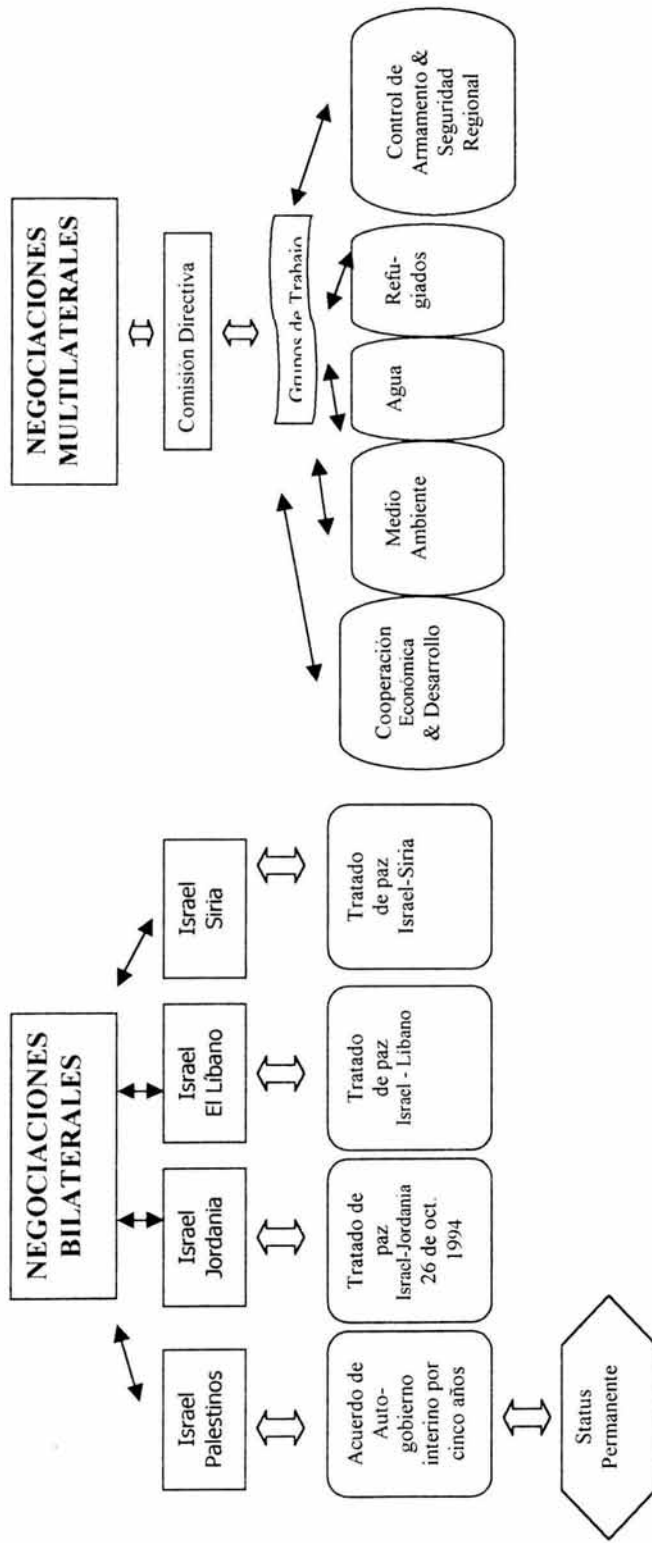 NEGOCIACIONES
BILATERALES
Israel
Palestinos
Israel
Jordania
Israel
El Líbano
Israel
Siria
Acuerdo de
Auto-
gobierno
interino por
cinco años
Tratado de
paz
Israel-Jordania
26 de oct.
1994
Tratado
de paz
Israel - Libano
Tratado
de paz
Israel-Siria
Status
Permanente
NEGOCIACIONES
MULTILATERALES
Comisión Directiva
Grupos de Trabajo
Cooperación
Económica
& Desarrollo
Medio
Ambiente
Agua
Refu-
giados
Control de
Armamento &
Seguridad
Regional